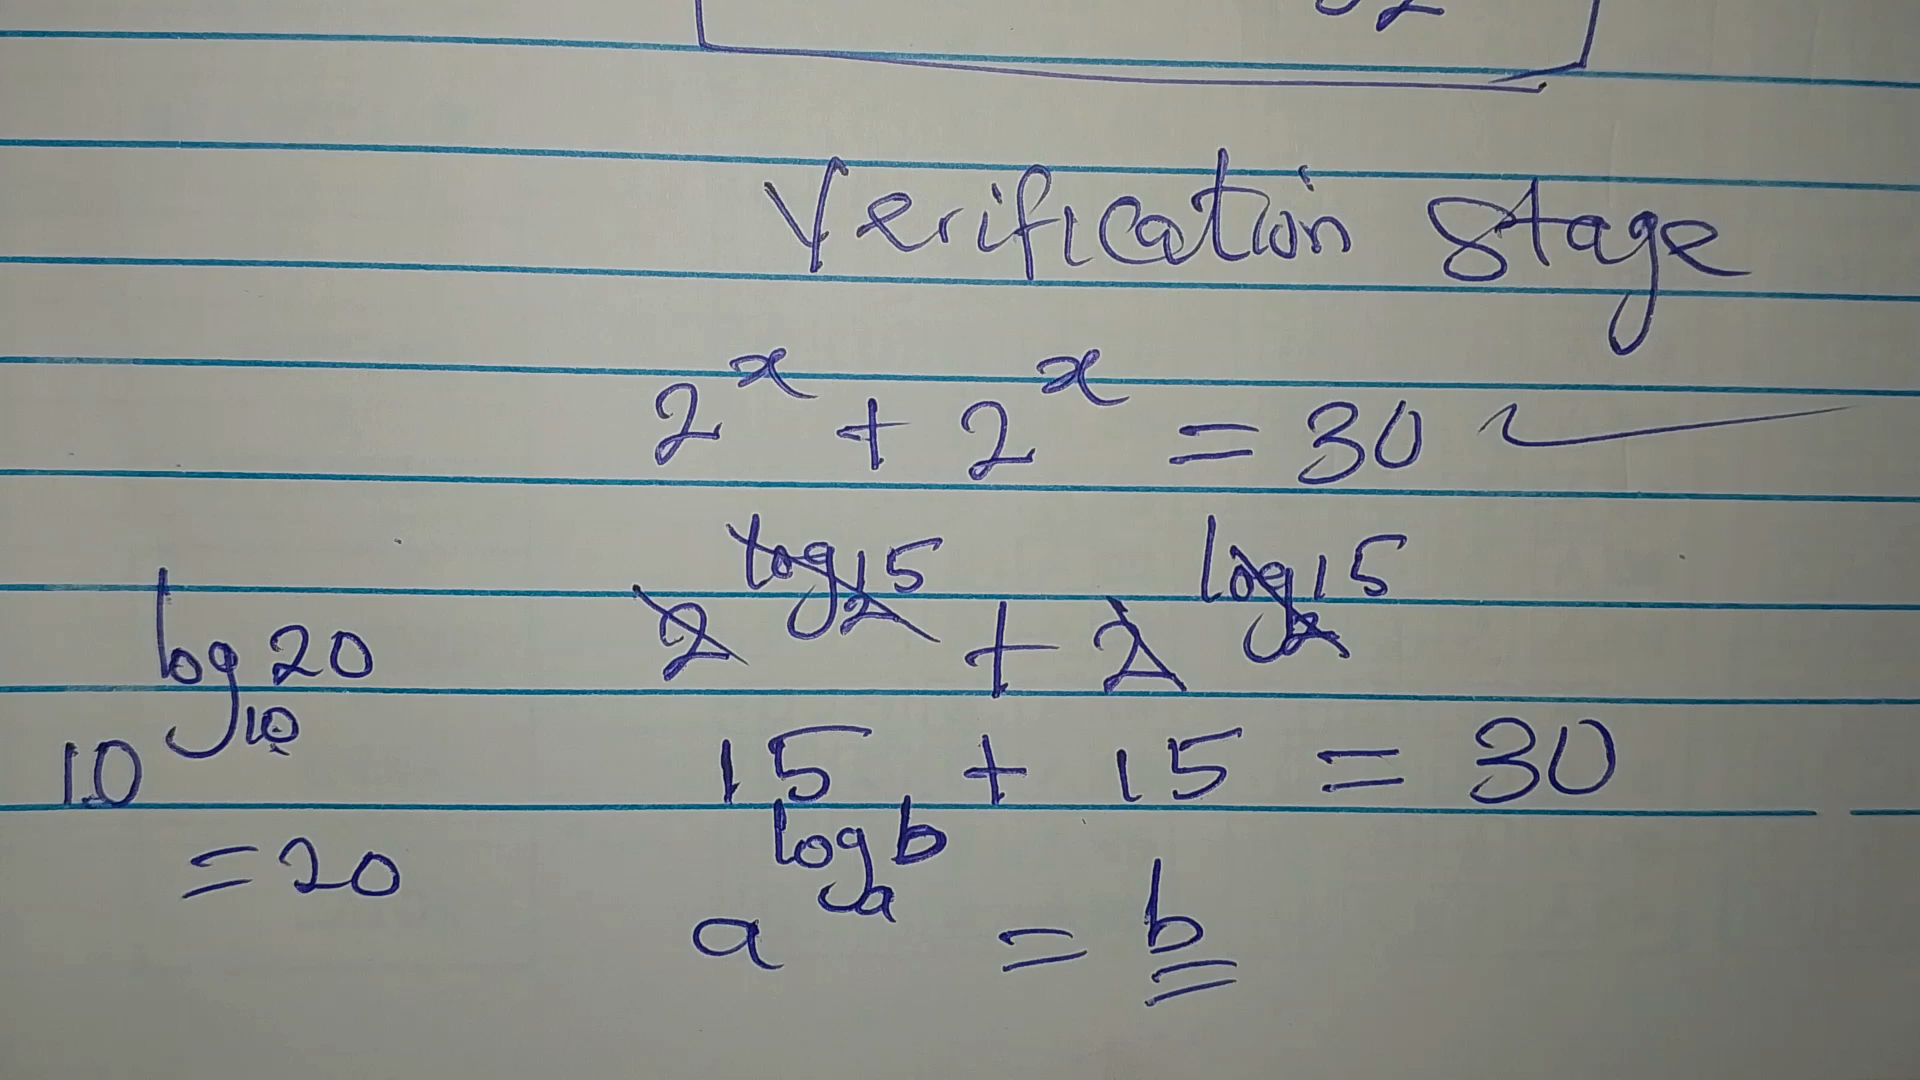 Verification Stage
2^x + 2^x = 30 ✓
2^log₂15 + 2^log₂15
15 + 15 = 30
a^logₐb = b
10^log₁₀20
= 20